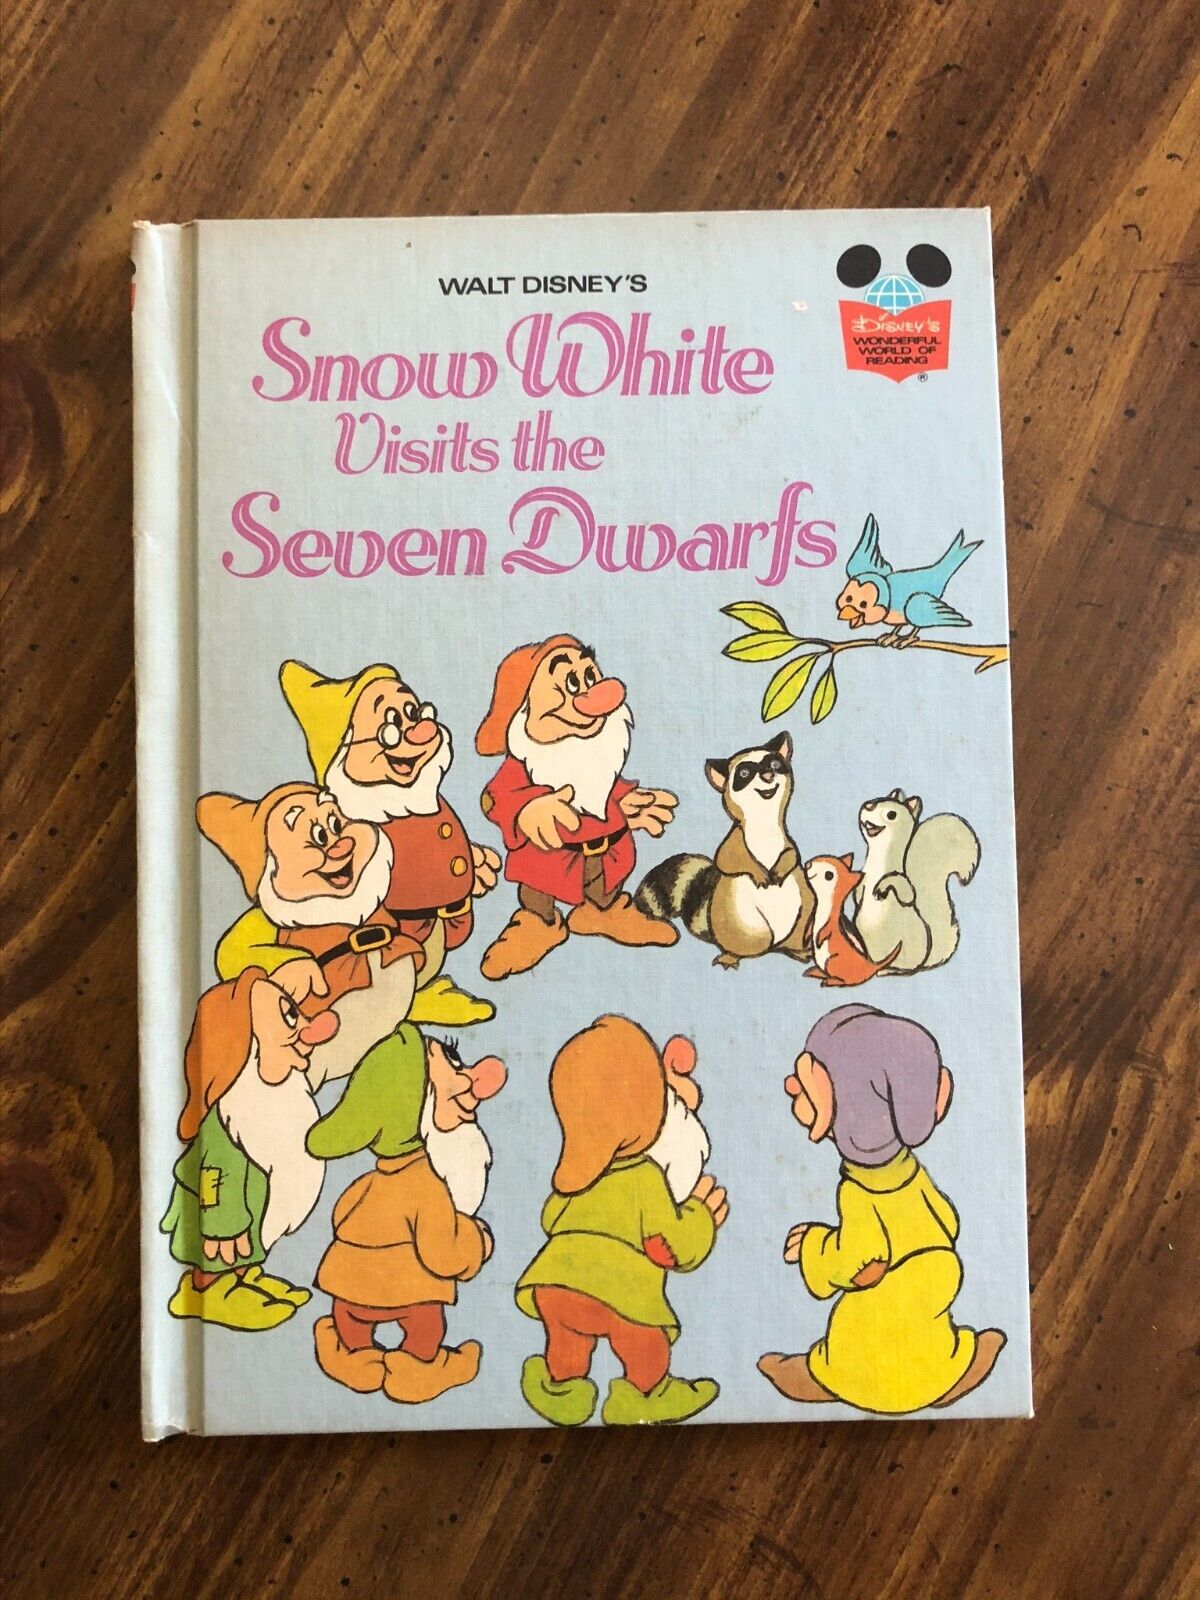 WALT DISNEY'S
Snow White
Visits the
Seven Dwarfs
DISNEY'S
WONDERFUL
WORLD OF
READING
®